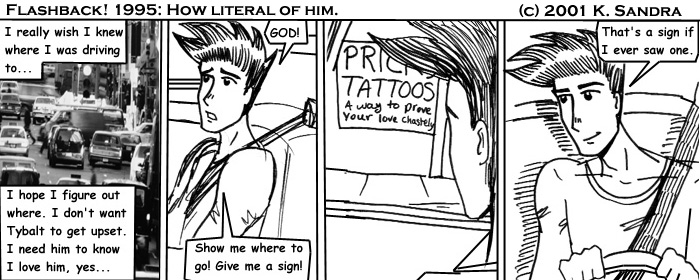 Flashback! 1995: How literal of him.
(c) 2001 K. Sandra
I really wish I knew
where I was driving
to...
I hope I figure out
where. I don't want
Tybalt to get upset.
I need him to know
I love him, yes...
GOD!
Show me where to
go! Give me a sign!
TATTOOS
A way to prove
your love chastely
That's a sign if
I ever saw one.